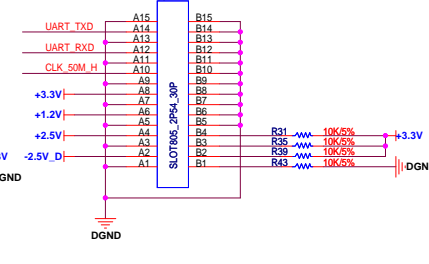 A15 B15
UART_TXD A14 B14
A13 B13
UART_RXD A12 B12
A11 B11
CLK_50M_H A10 B10
A9 B9
+3.3V A8 B8
A7 B7
+1.2V A6 B6
A5 B5
+2.5V A4 B4 R31 10K/5% +3.3V
A3 B3 R35 10K/5%
V -2.5V_D A2 B2 R39 10K/5%
A1 B1 R43 10K/5% DGN
GND
SLOT805_2P54_30P
DGND